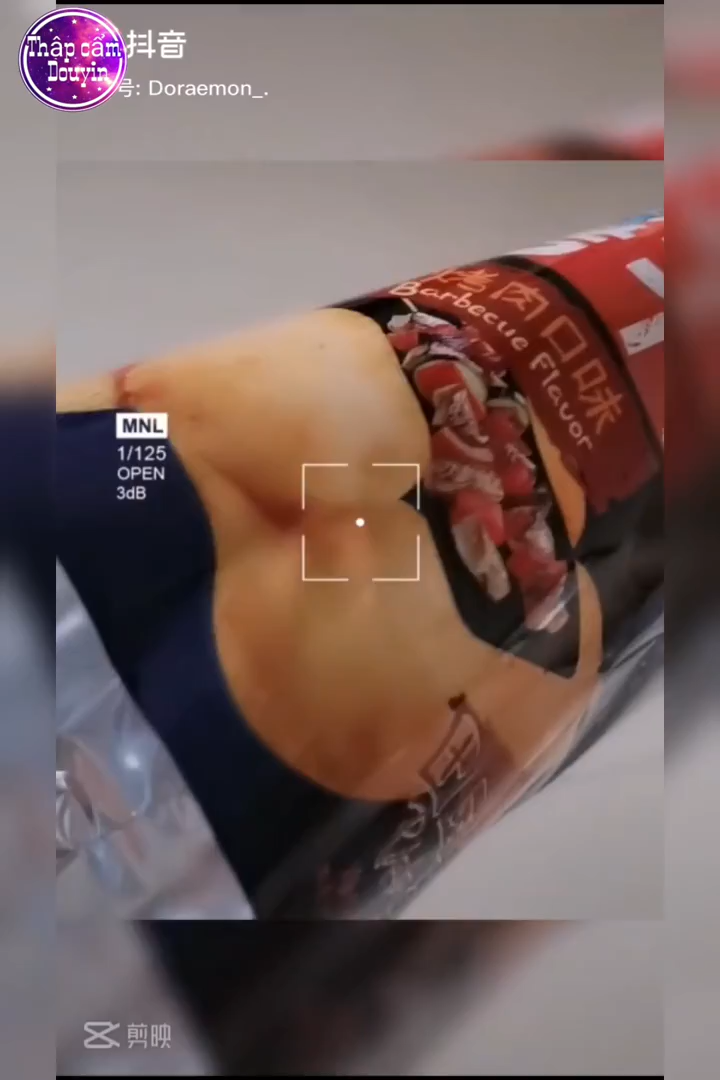 Thập cẩm
Douyin
抖音
号: Doraemon_.
烤肉口味
Barbecue Flavor
MNL
1/125
OPEN
3dB
剪映